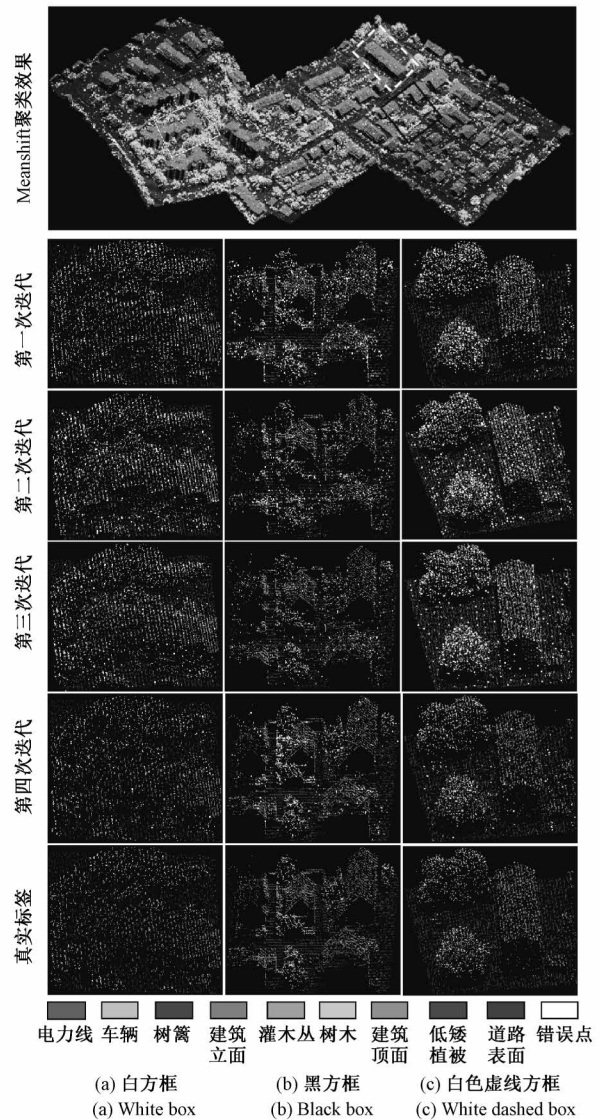 Meanshift聚类效果
第一次迭代
第二次迭代
第三次迭代
第四次迭代
真实标签
电力线 车辆 树篱 建筑立面 灌木丛 树木 建筑顶面 低矮植被 道路表面 错误点
(a) 白方框 (b) 黑方框 (c) 白色虚线方框
(a) White box (b) Black box (c) White dashed box